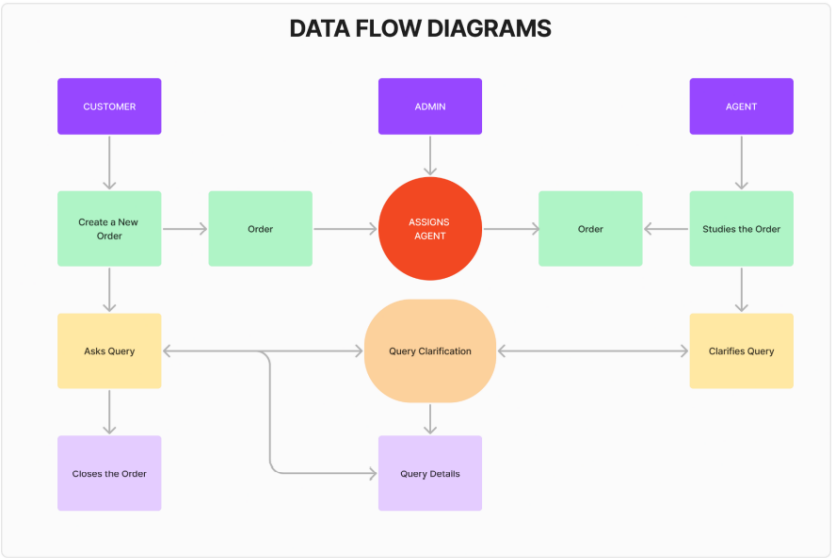 DATA FLOW DIAGRAMS
CUSTOMER
ADMIN
AGENT
Create a New
Order
Order
ASSIGNS
AGENT
Order
Studies the Order
Asks Query
Query Clarification
Clarifies Query
Closes the Order
Query Details